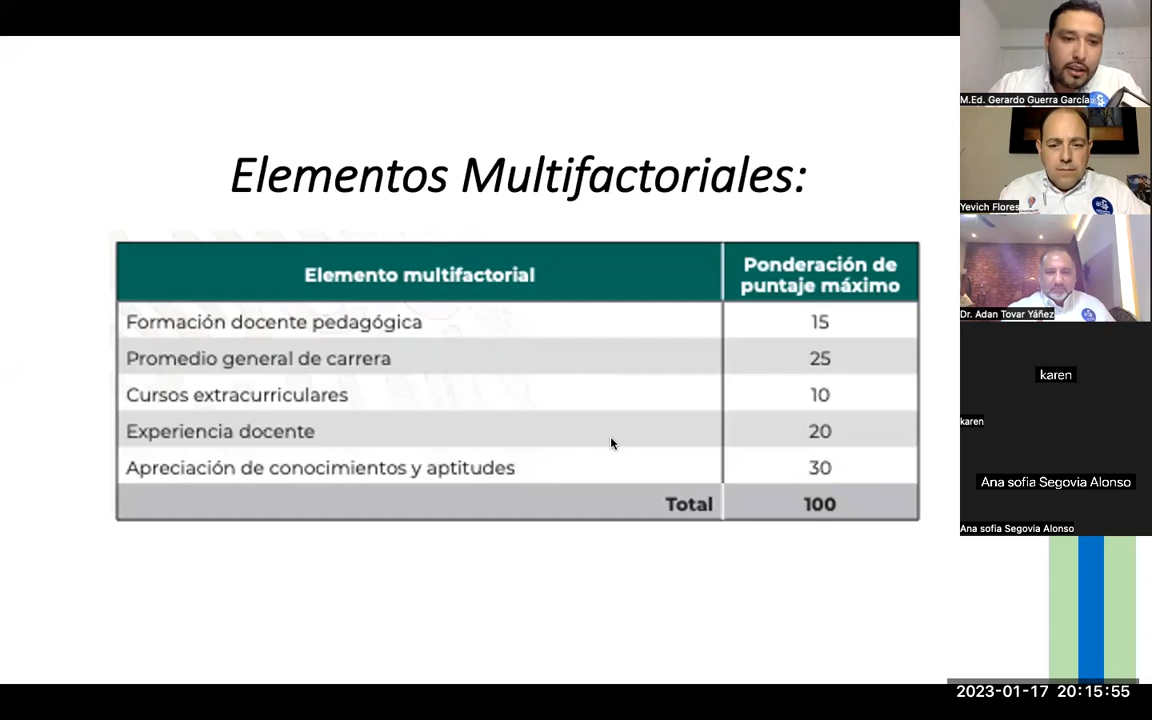 Elementos Multifactoriales:
Elemento multifactorial
Ponderación de
puntaje máximo
Formación docente pedagógica
15
Promedio general de carrera
25
Cursos extracurriculares
10
Experiencia docente
20
Apreciación de conocimientos y aptitudes
30
Total
100
M.Ed. Gerardo Guerra García
Yevich Flores
Dr. Adan Tovar Yáñez
karen
karen
Ana sofia Segovia Alonso
Ana sofia Segovia Alonso
2023-01-17 20:15:55